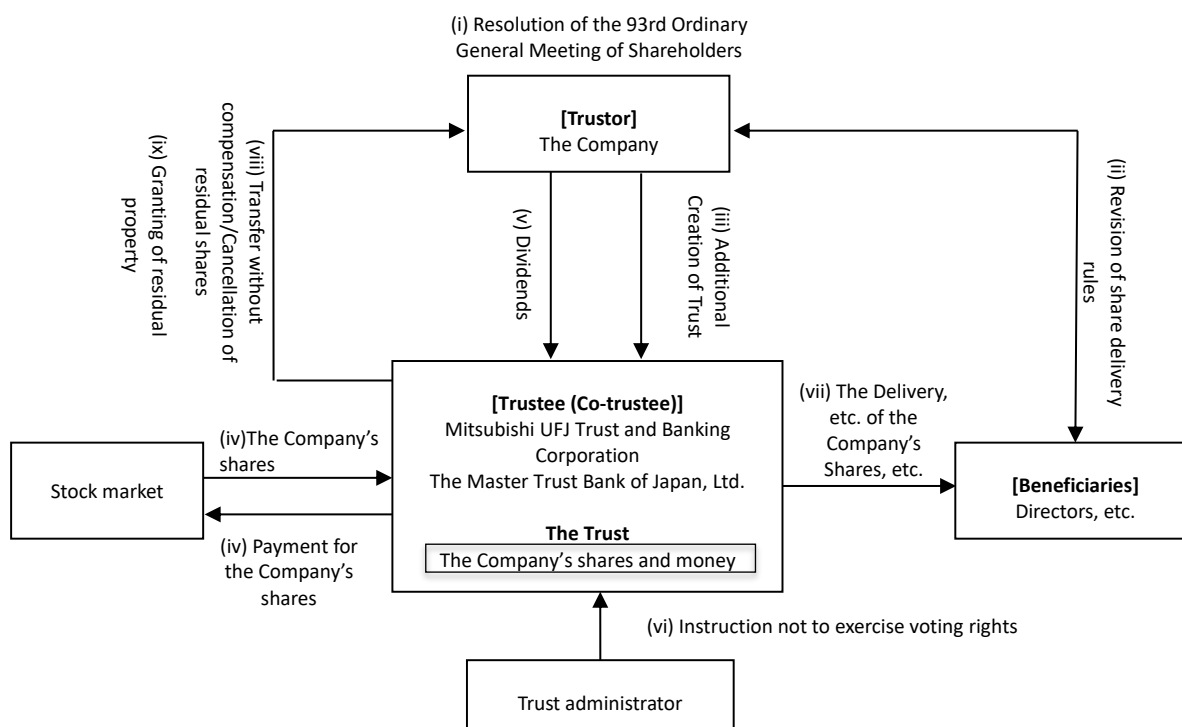 (i) Resolution of the 93rd Ordinary
General Meeting of Shareholders
[Trustor]
The Company
(ix) Granting of residual
property
(viii) Transfer without
compensation/Cancellation of
residual shares
(v) Dividends
(iii) Additional
Creation of Trust
(ii) Revision of share delivery
rules
[Trustee (Co-trustee)]
Mitsubishi UFJ Trust and Banking
Corporation
The Master Trust Bank of Japan, Ltd.
The Trust
The Company’s shares and money
(iv)The Company’s
shares
Stock market
(iv) Payment for
the Company’s
shares
(vii) The Delivery,
etc. of the
Company’s
Shares, etc.
[Beneficiaries]
Directors, etc.
(vi) Instruction not to exercise voting rights
Trust administrator